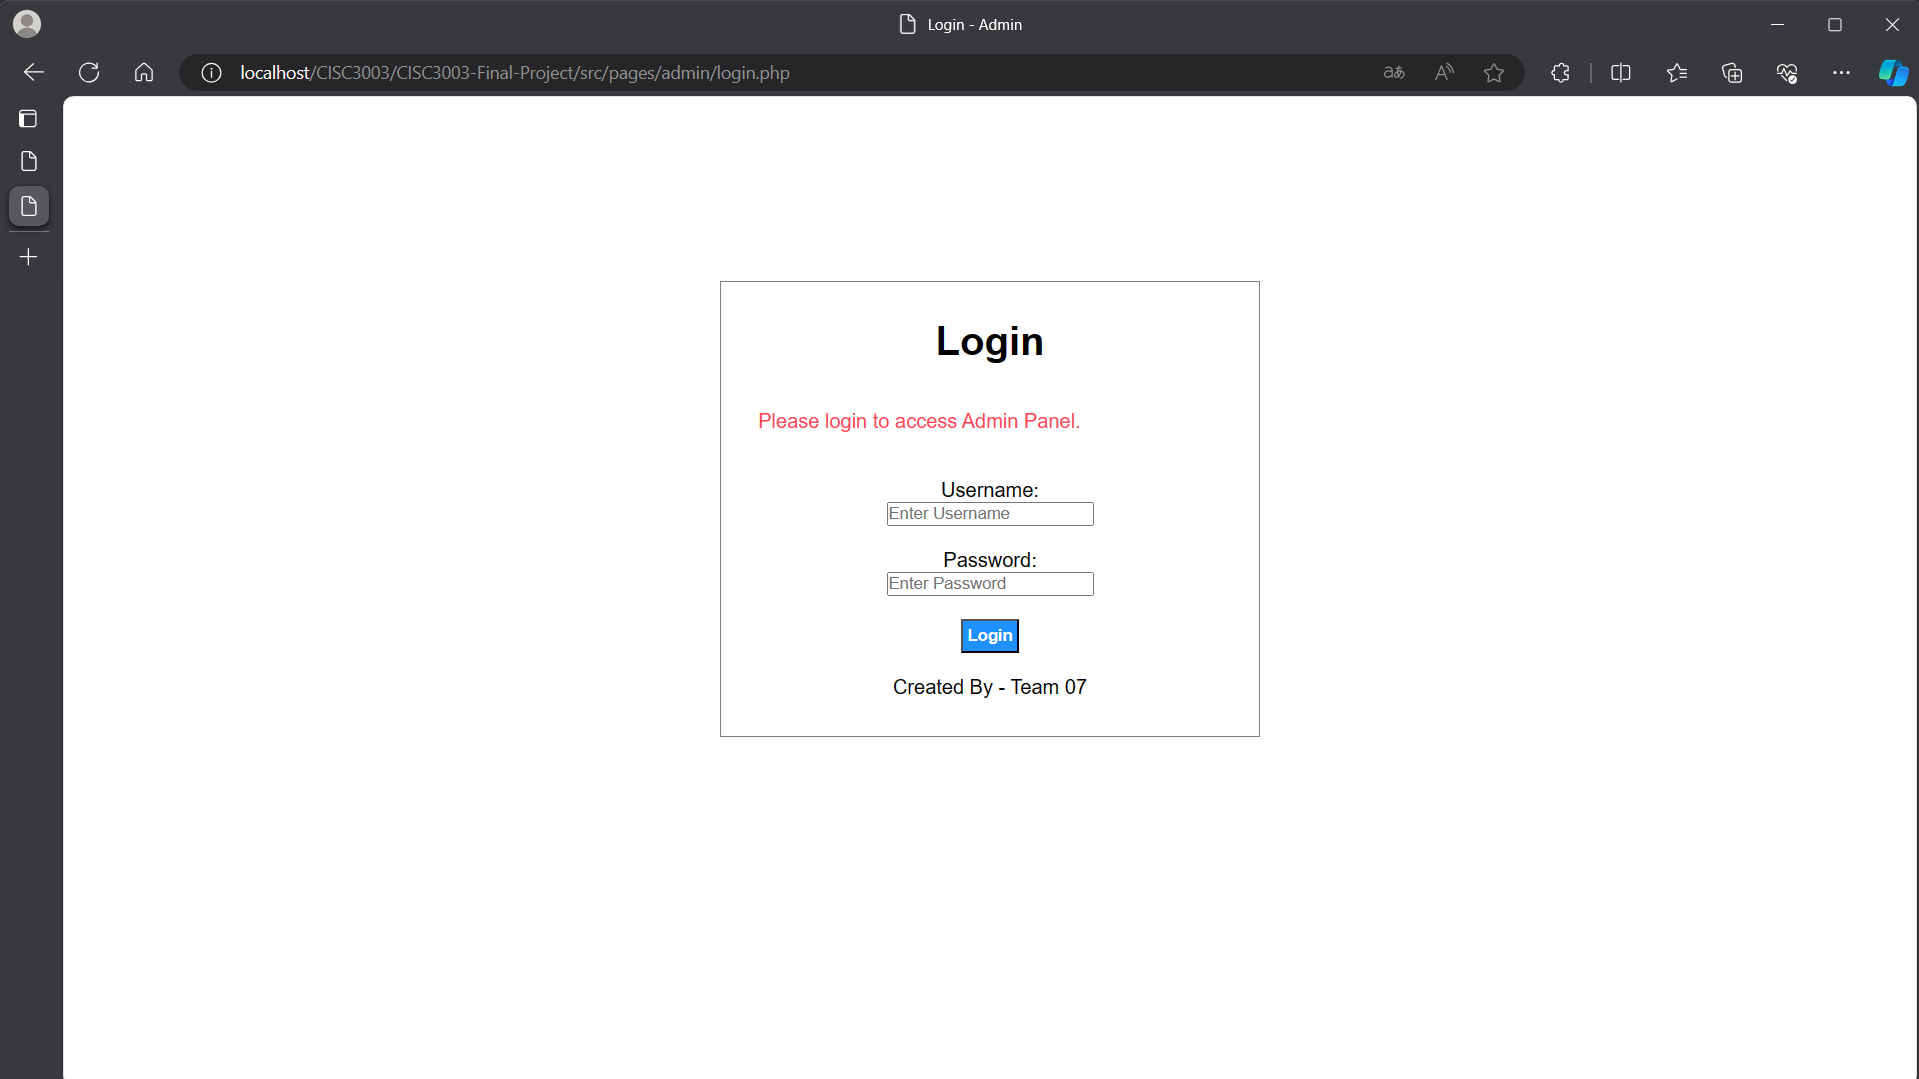 Login - Admin
localhost/CISC3003/CISC3003-Final-Project/src/pages/admin/login.php
Login
Please login to access Admin Panel.
Username:
Enter Username
Password:
Enter Password
Login
Created By - Team 07